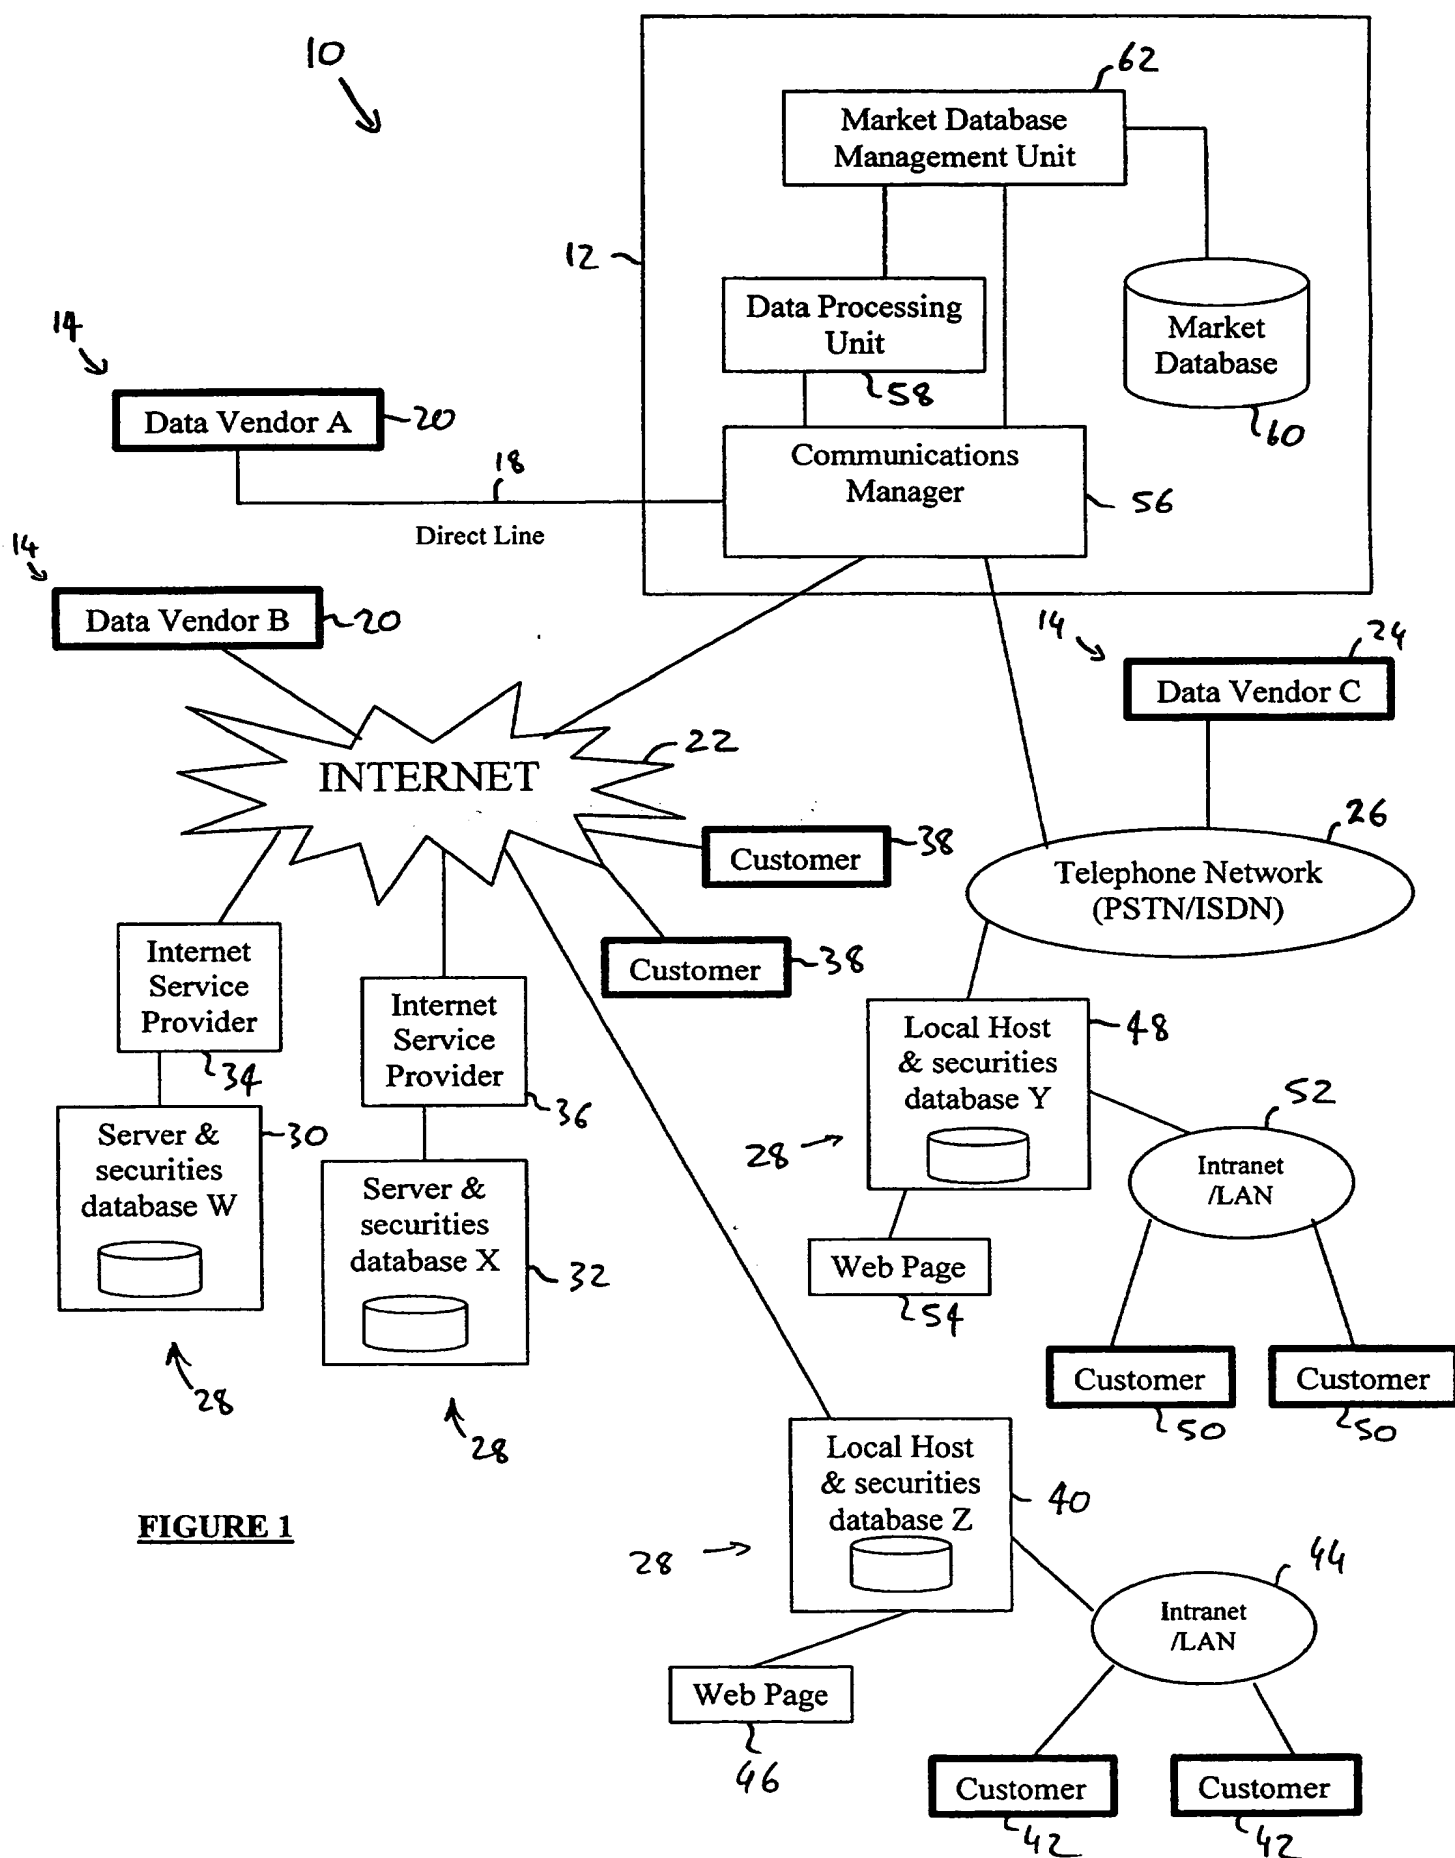 10
62
Market Database
Management Unit
12
Data Processing
Unit
58
Market
Database
60
14
Data Vendor A
20
18
Direct Line
Communications
Manager
56
14
Data Vendor B
20
14
24
Data Vendor C
INTERNET
22
26
Telephone Network
(PSTN/ISDN)
Customer
38
Customer
38
Internet
Service
Provider
34
Internet
Service
Provider
36
Local Host
& securities
database Y
48
28
52
Intranet
/LAN
Server &
securities
database W
30
28
Server &
securities
database X
32
28
Web Page
54
Customer
50
Customer
50
Local Host
& securities
database Z
40
28
44
Intranet
/LAN
Web Page
46
Customer
42
Customer
42
FIGURE 1